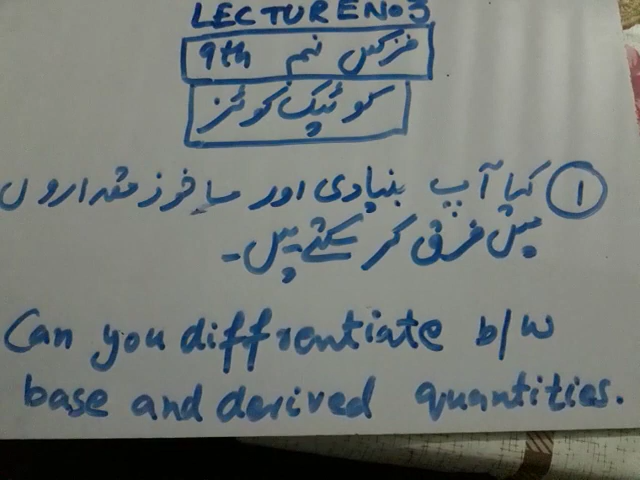 LECTURE NO 3
فزکس نہم 9th
کوئیک کوئز
① کیا آپ بنیادی اور ماخوذ مقداروں
میں فرق کر سکتے ہیں۔
Can you diffrentiate b/w
base and derived quantities.